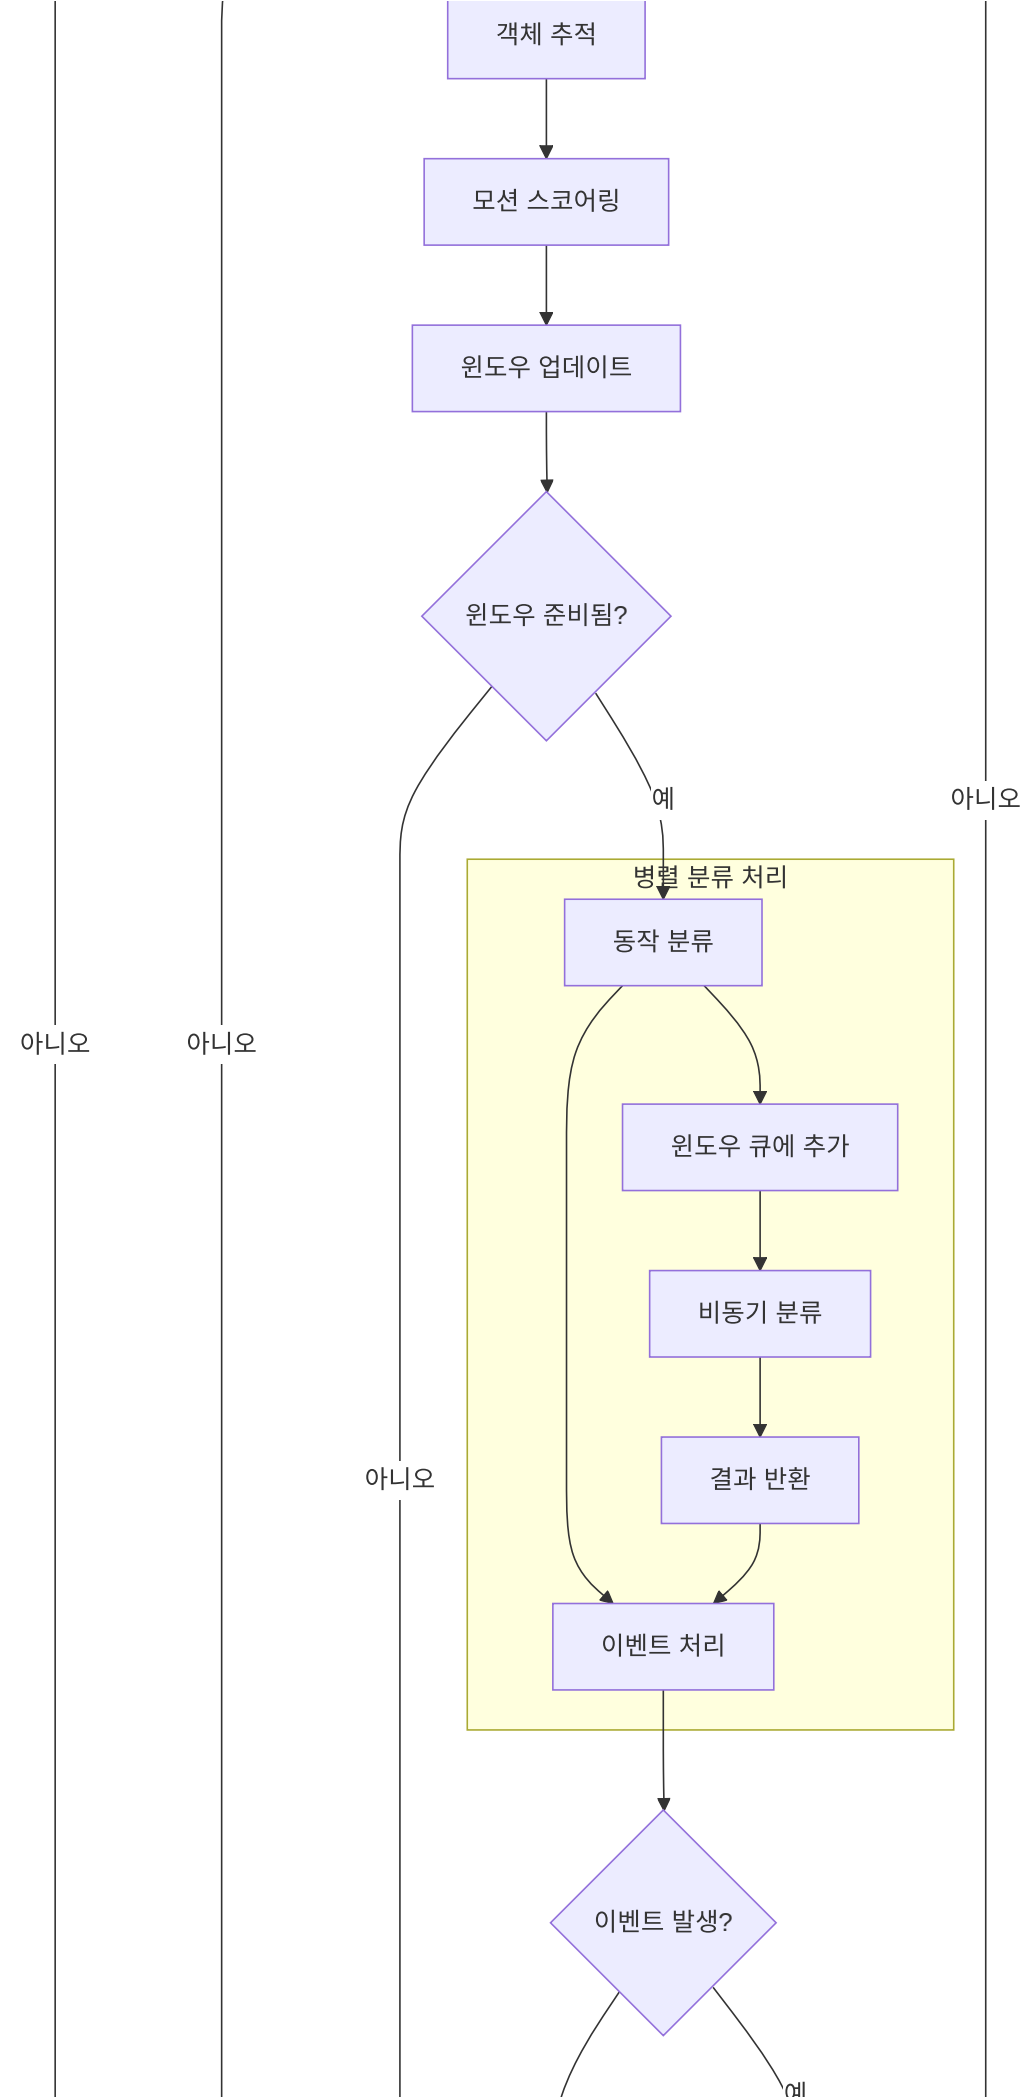 객체 추적
모션 스코어링
윈도우 업데이트
윈도우 준비됨?
예
아니오
병렬 분류 처리
동작 분류
아니오
아니오
윈도우 큐에 추가
비동기 분류
아니오
결과 반환
이벤트 처리
이벤트 발생?
예